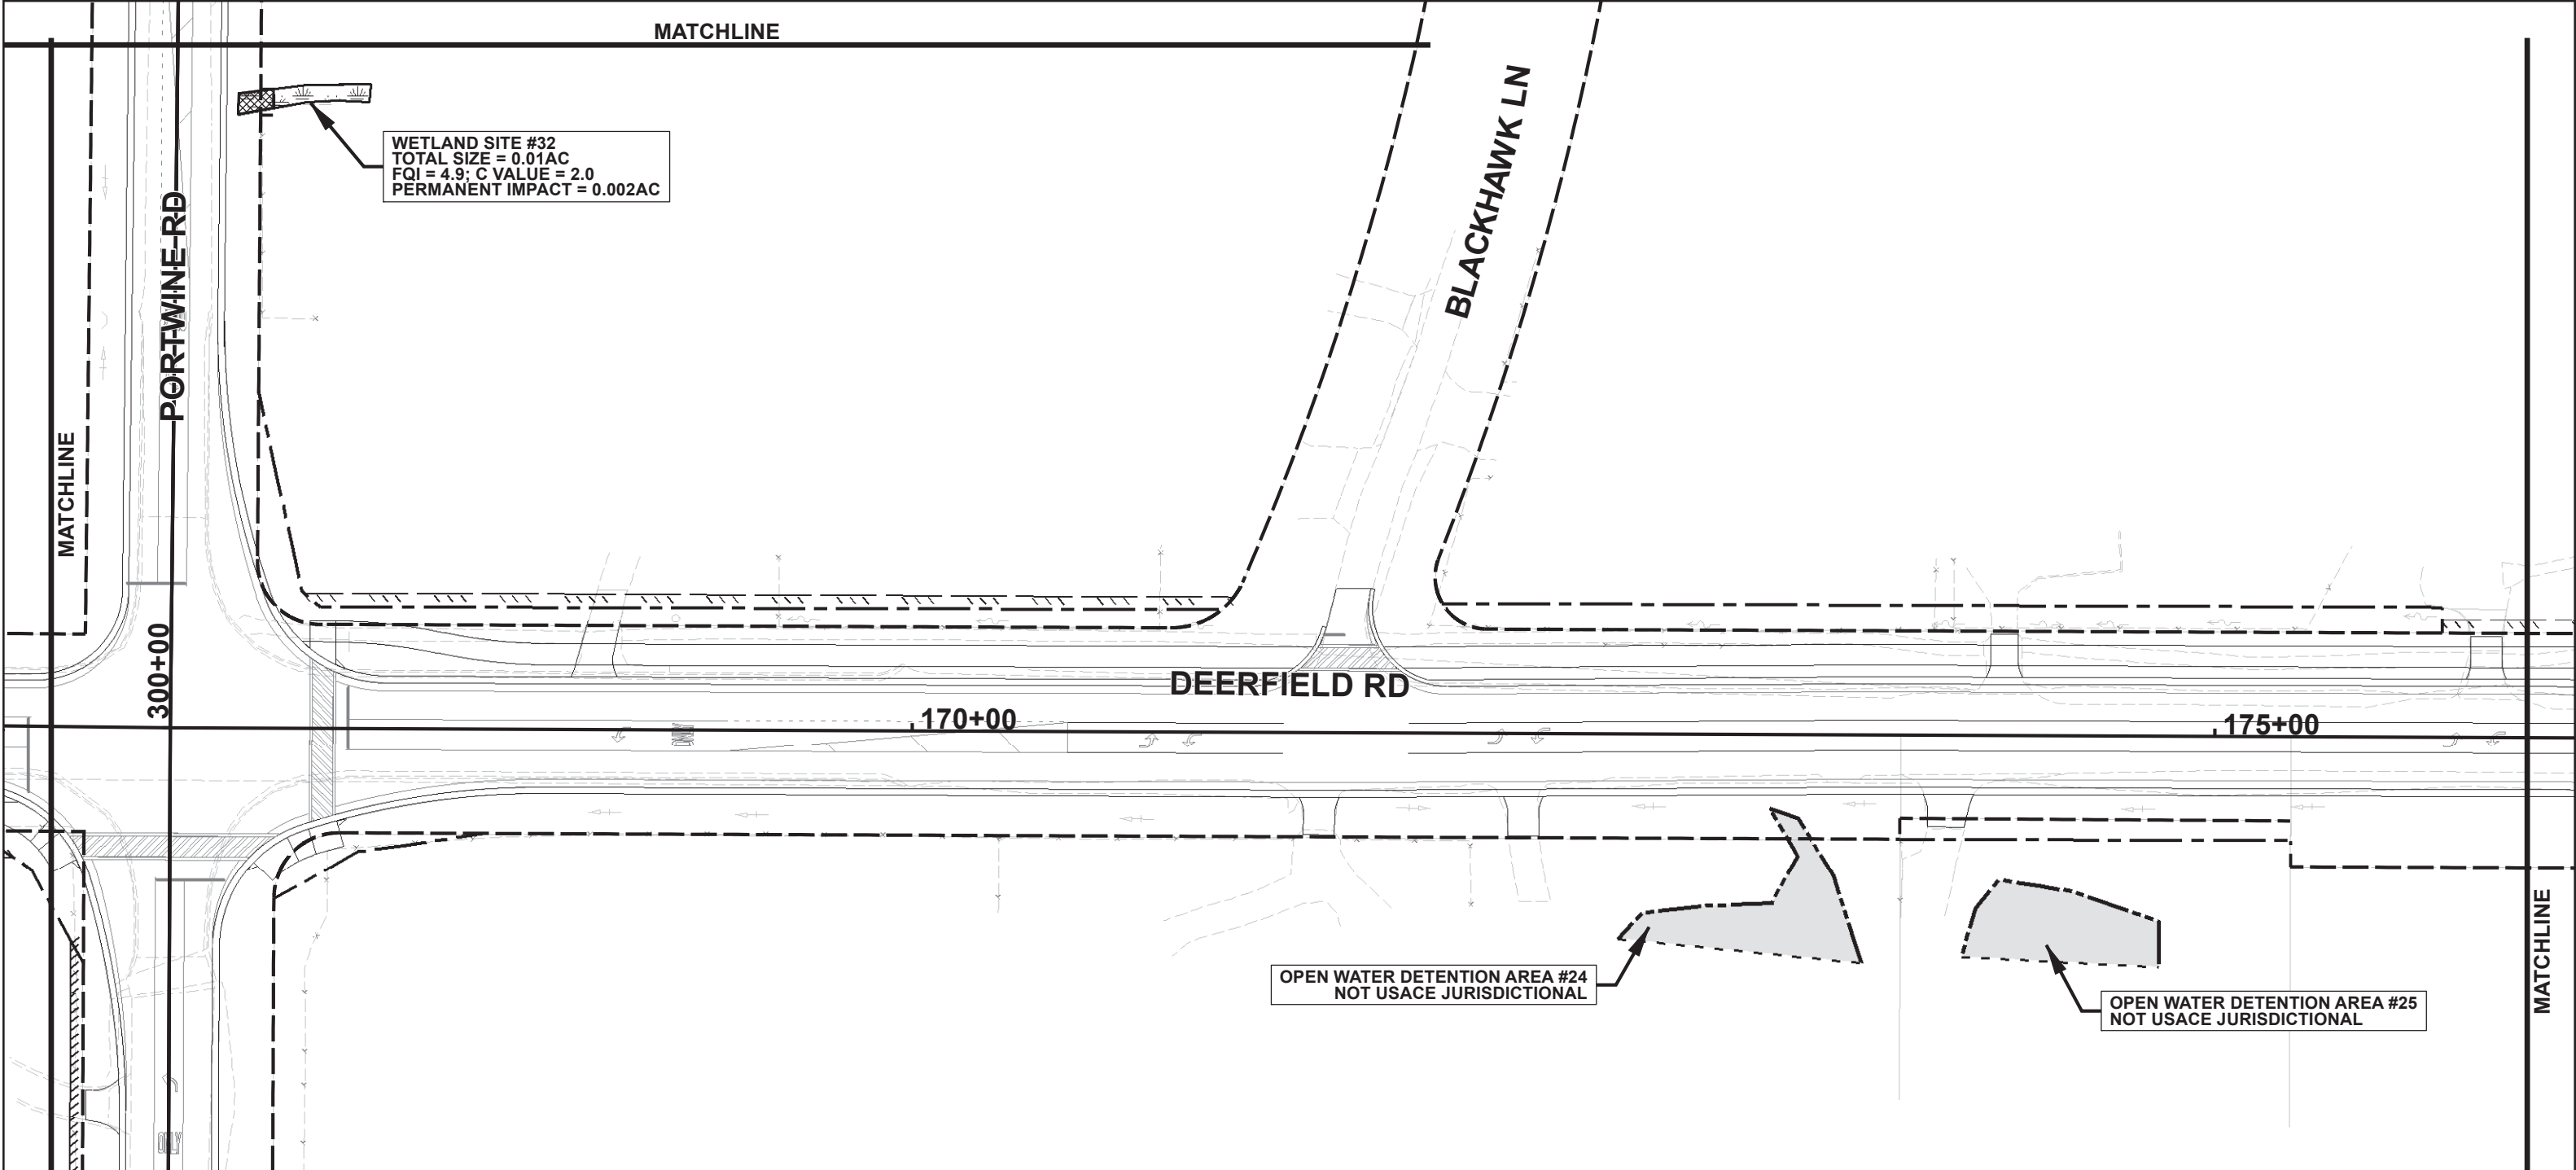 MATCHLINE
WETLAND SITE #32
TOTAL SIZE = 0.01AC
FQI = 4.9; C VALUE = 2.0
PERMANENT IMPACT = 0.002AC
PORTWINE RD
BLACKHAWK LN
MATCHLINE
300+00
DEERFIELD RD
170+00
175+00
ONLY
OPEN WATER DETENTION AREA #24
NOT USACE JURISDICTIONAL
OPEN WATER DETENTION AREA #25
NOT USACE JURISDICTIONAL
MATCHLINE
ONLY